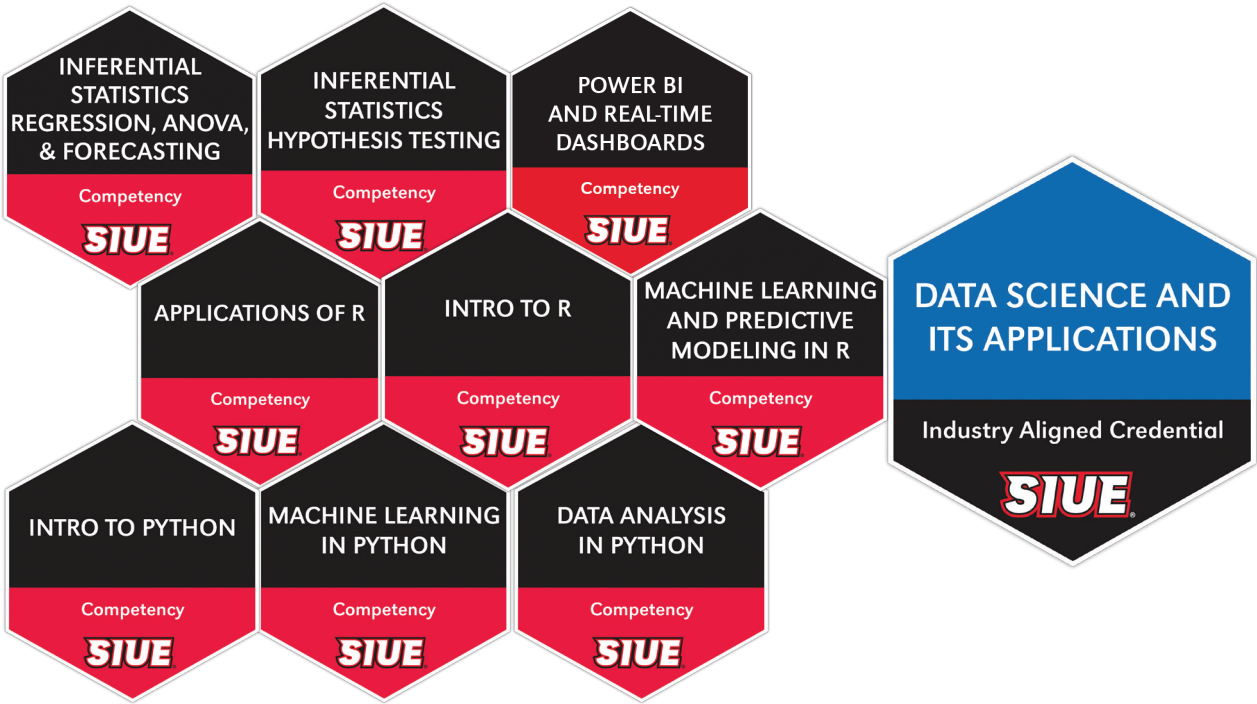 INFERENTIAL
STATISTICS
REGRESSION, ANOVA,
& FORECASTING
Competency
SIUE
INFERENTIAL
STATISTICS
HYPOTHESIS TESTING
Competency
SIUE
POWER BI
AND REAL-TIME
DASHBOARDS
Competency
SIUE
APPLICATIONS OF R
Competency
SIUE
INTRO TO R
Competency
SIUE
MACHINE LEARNING
AND PREDICTIVE
MODELING IN R
Competency
SIUE
DATA SCIENCE AND
ITS APPLICATIONS
Industry Aligned Credential
SIUE®
INTRO TO PYTHON
Competency
SIUE
MACHINE LEARNING
IN PYTHON
Competency
SIUE
DATA ANALYSIS
IN PYTHON
Competency
SIUE